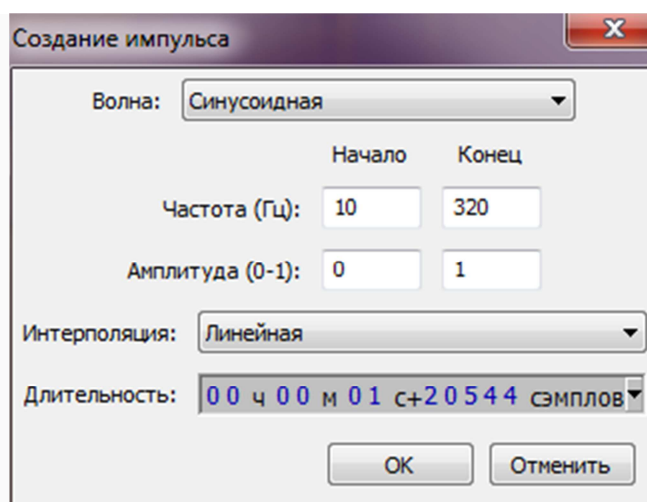 Создание импульса
Волна: Синусоидная
Начало Конец
Частота (Гц): 10 320
Амплитуда (0-1): 0 1
Интерполяция: Линейная
Длительность: 00 ч 00 м 01 с+20544 сэмплов
OK Отменить